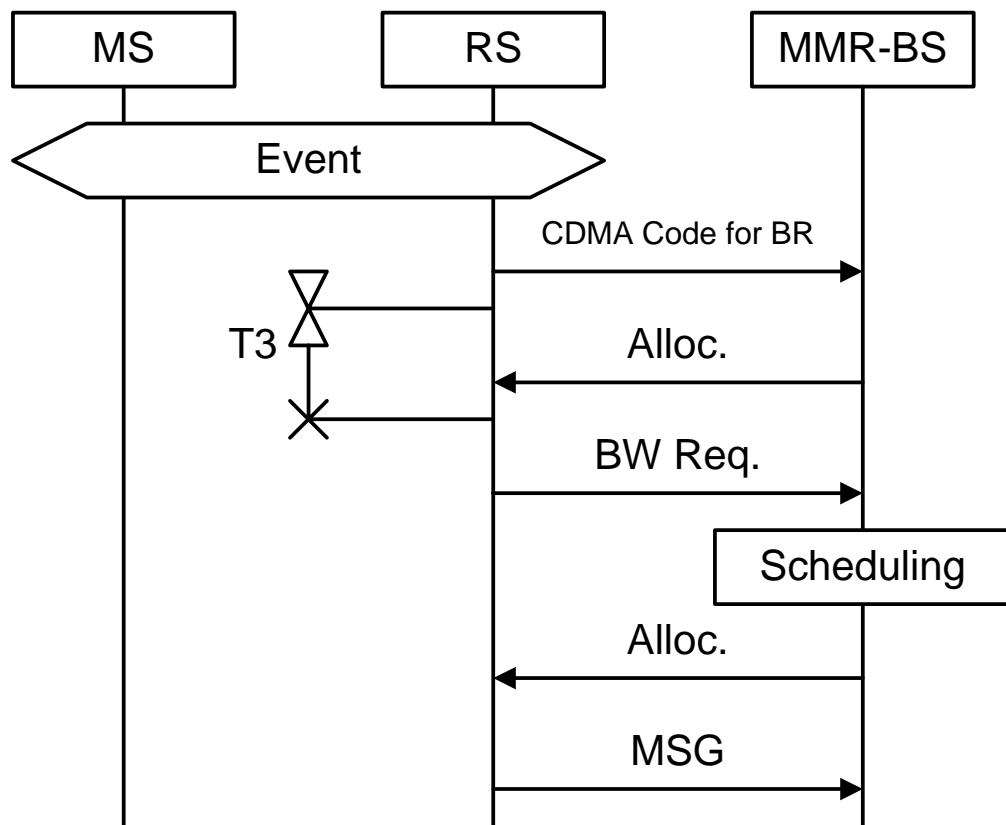 MS
RS
MMR-BS
Event
CDMA Code for BR
T3
Alloc.
BW Req.
Scheduling
Alloc.
MSG